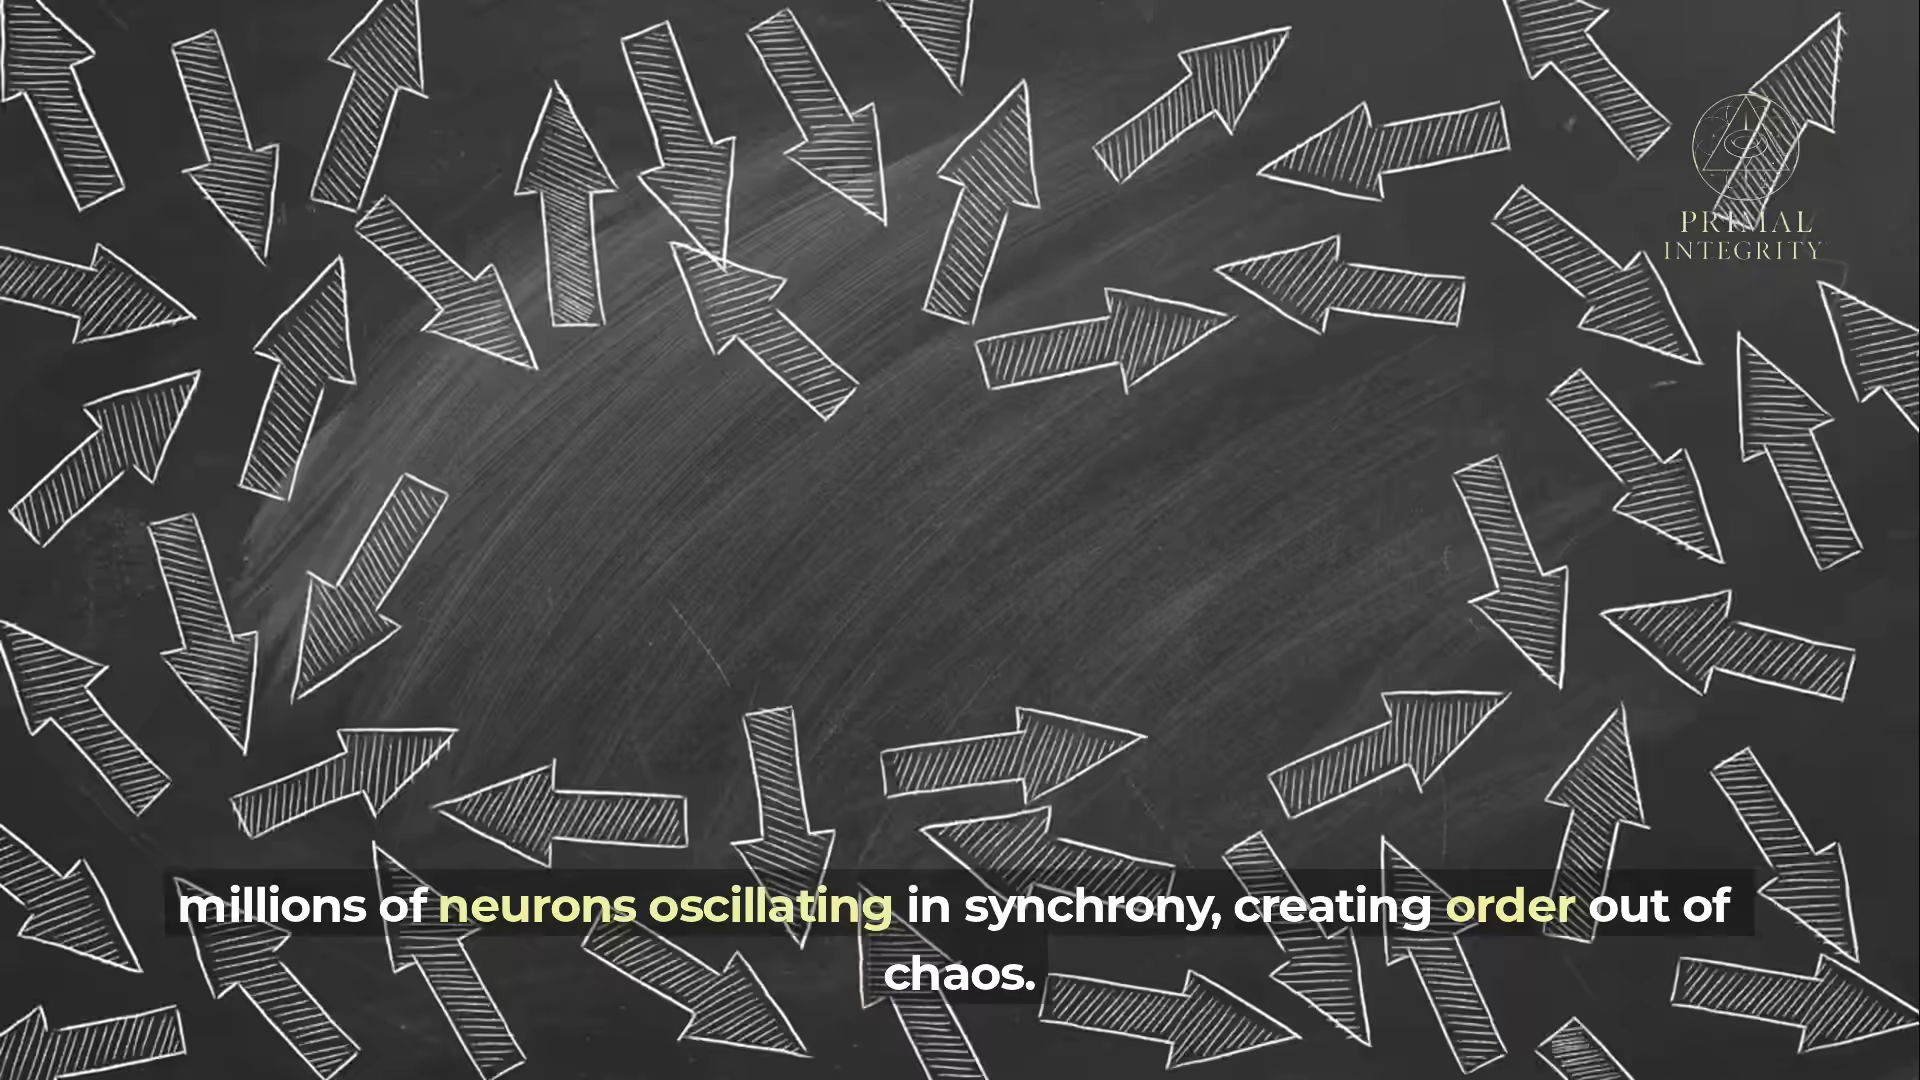 PRIMAL
INTEGRITY
millions of neurons oscillating in synchrony, creating order out of
chaos.